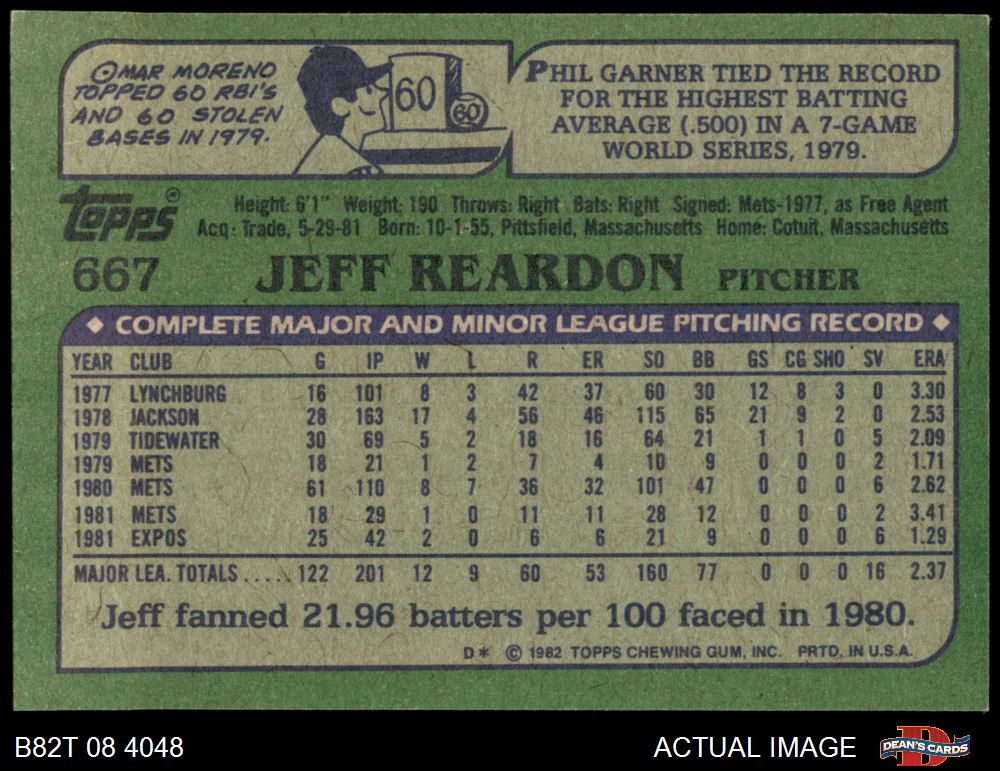 OMAR MORENO
TOPPED 60 RBI'S
AND 60 STOLEN
BASES IN 1979.
60
60
PHIL GARNER TIED THE RECORD
FOR THE HIGHEST BATTING
AVERAGE (.500) IN A 7-GAME
WORLD SERIES, 1979.
TOPPS ®
Height: 6'1" Weight: 190 Throws: Right Bats: Right Signed: Mets-1977, as Free Agent
Acq: Trade, 5-29-81 Born: 10-1-55, Pittsfield, Massachusetts Home: Cotuit, Massachusetts
667 JEFF REARDON PITCHER
◆ COMPLETE MAJOR AND MINOR LEAGUE PITCHING RECORD ◆
YEAR CLUB G IP W L R ER SO BB GS CG SHO SV ERA
1977 LYNCHBURG 16 101 8 3 42 37 60 30 12 8 3 0 3.30
1978 JACKSON 28 163 17 4 56 46 115 65 21 9 2 0 2.53
1979 TIDEWATER 30 69 5 2 18 16 64 21 1 1 0 5 2.09
1979 METS 18 21 1 2 7 4 10 9 0 0 0 2 1.71
1980 METS 61 110 8 7 36 32 101 47 0 0 0 6 2.62
1981 METS 18 29 1 0 11 11 28 12 0 0 0 2 3.41
1981 EXPOS 25 42 2 0 6 6 21 9 0 0 0 6 1.29
MAJOR LEA. TOTALS..... 122 201 12 9 60 53 160 77 0 0 0 16 2.37
Jeff fanned 21.96 batters per 100 faced in 1980.
D* © 1982 TOPPS CHEWING GUM, INC. PRTD. IN U.S.A.
B82T 08 4048
ACTUAL IMAGE
DEAN'S CARDS